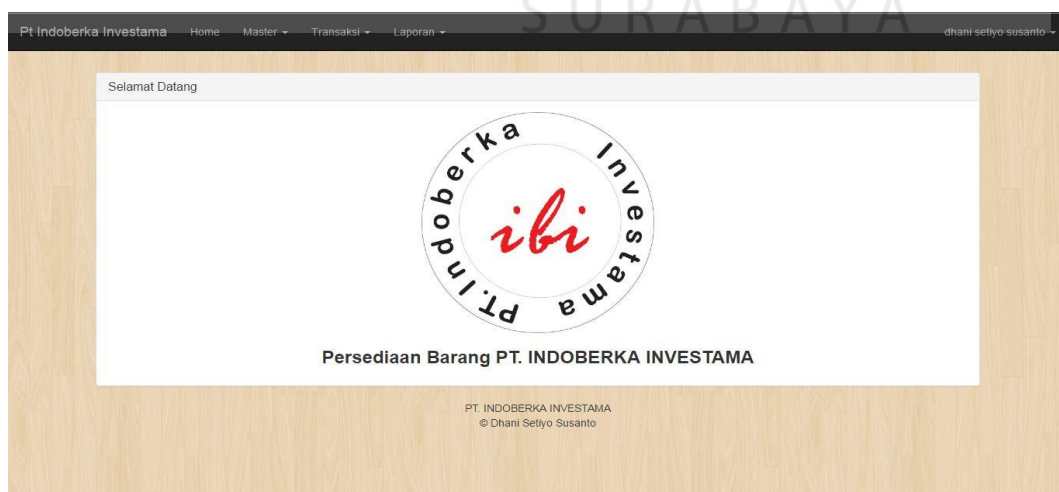 SURABAYA
Pt Indoberka Investama Home Master Transaksi Laporan dhani setiyo susanto
Selamat Datang
PT.Indoberka Investama
ibi
Persediaan Barang PT. INDOBERKA INVESTAMA
PT. INDOBERKA INVESTAMA
© Dhani Setiyo Susanto